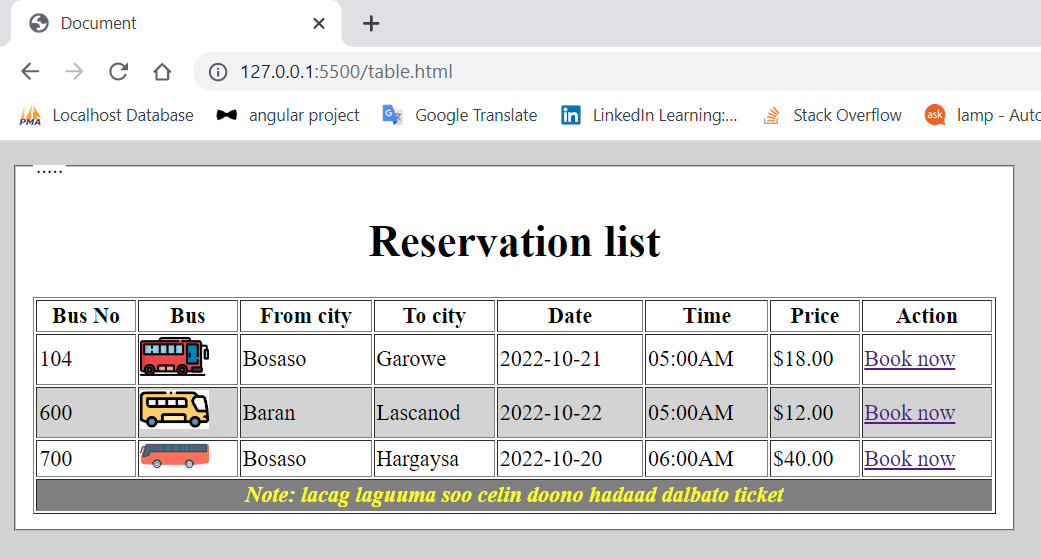 Document
127.0.0.1:5500/table.html
PMA Localhost Database angular project Google Translate in LinkedIn Learning:... Stack Overflow ask lamp - Auto
.....
Reservation list
Bus No Bus From city To city Date Time Price Action
104 Bosaso Garowe 2022-10-21 05:00AM $18.00 Book now
600 Baran Lascanod 2022-10-22 05:00AM $12.00 Book now
700 Bosaso Hargaysa 2022-10-20 06:00AM $40.00 Book now
Note: lacag laguuma soo celin doono hadaad dalbato ticket